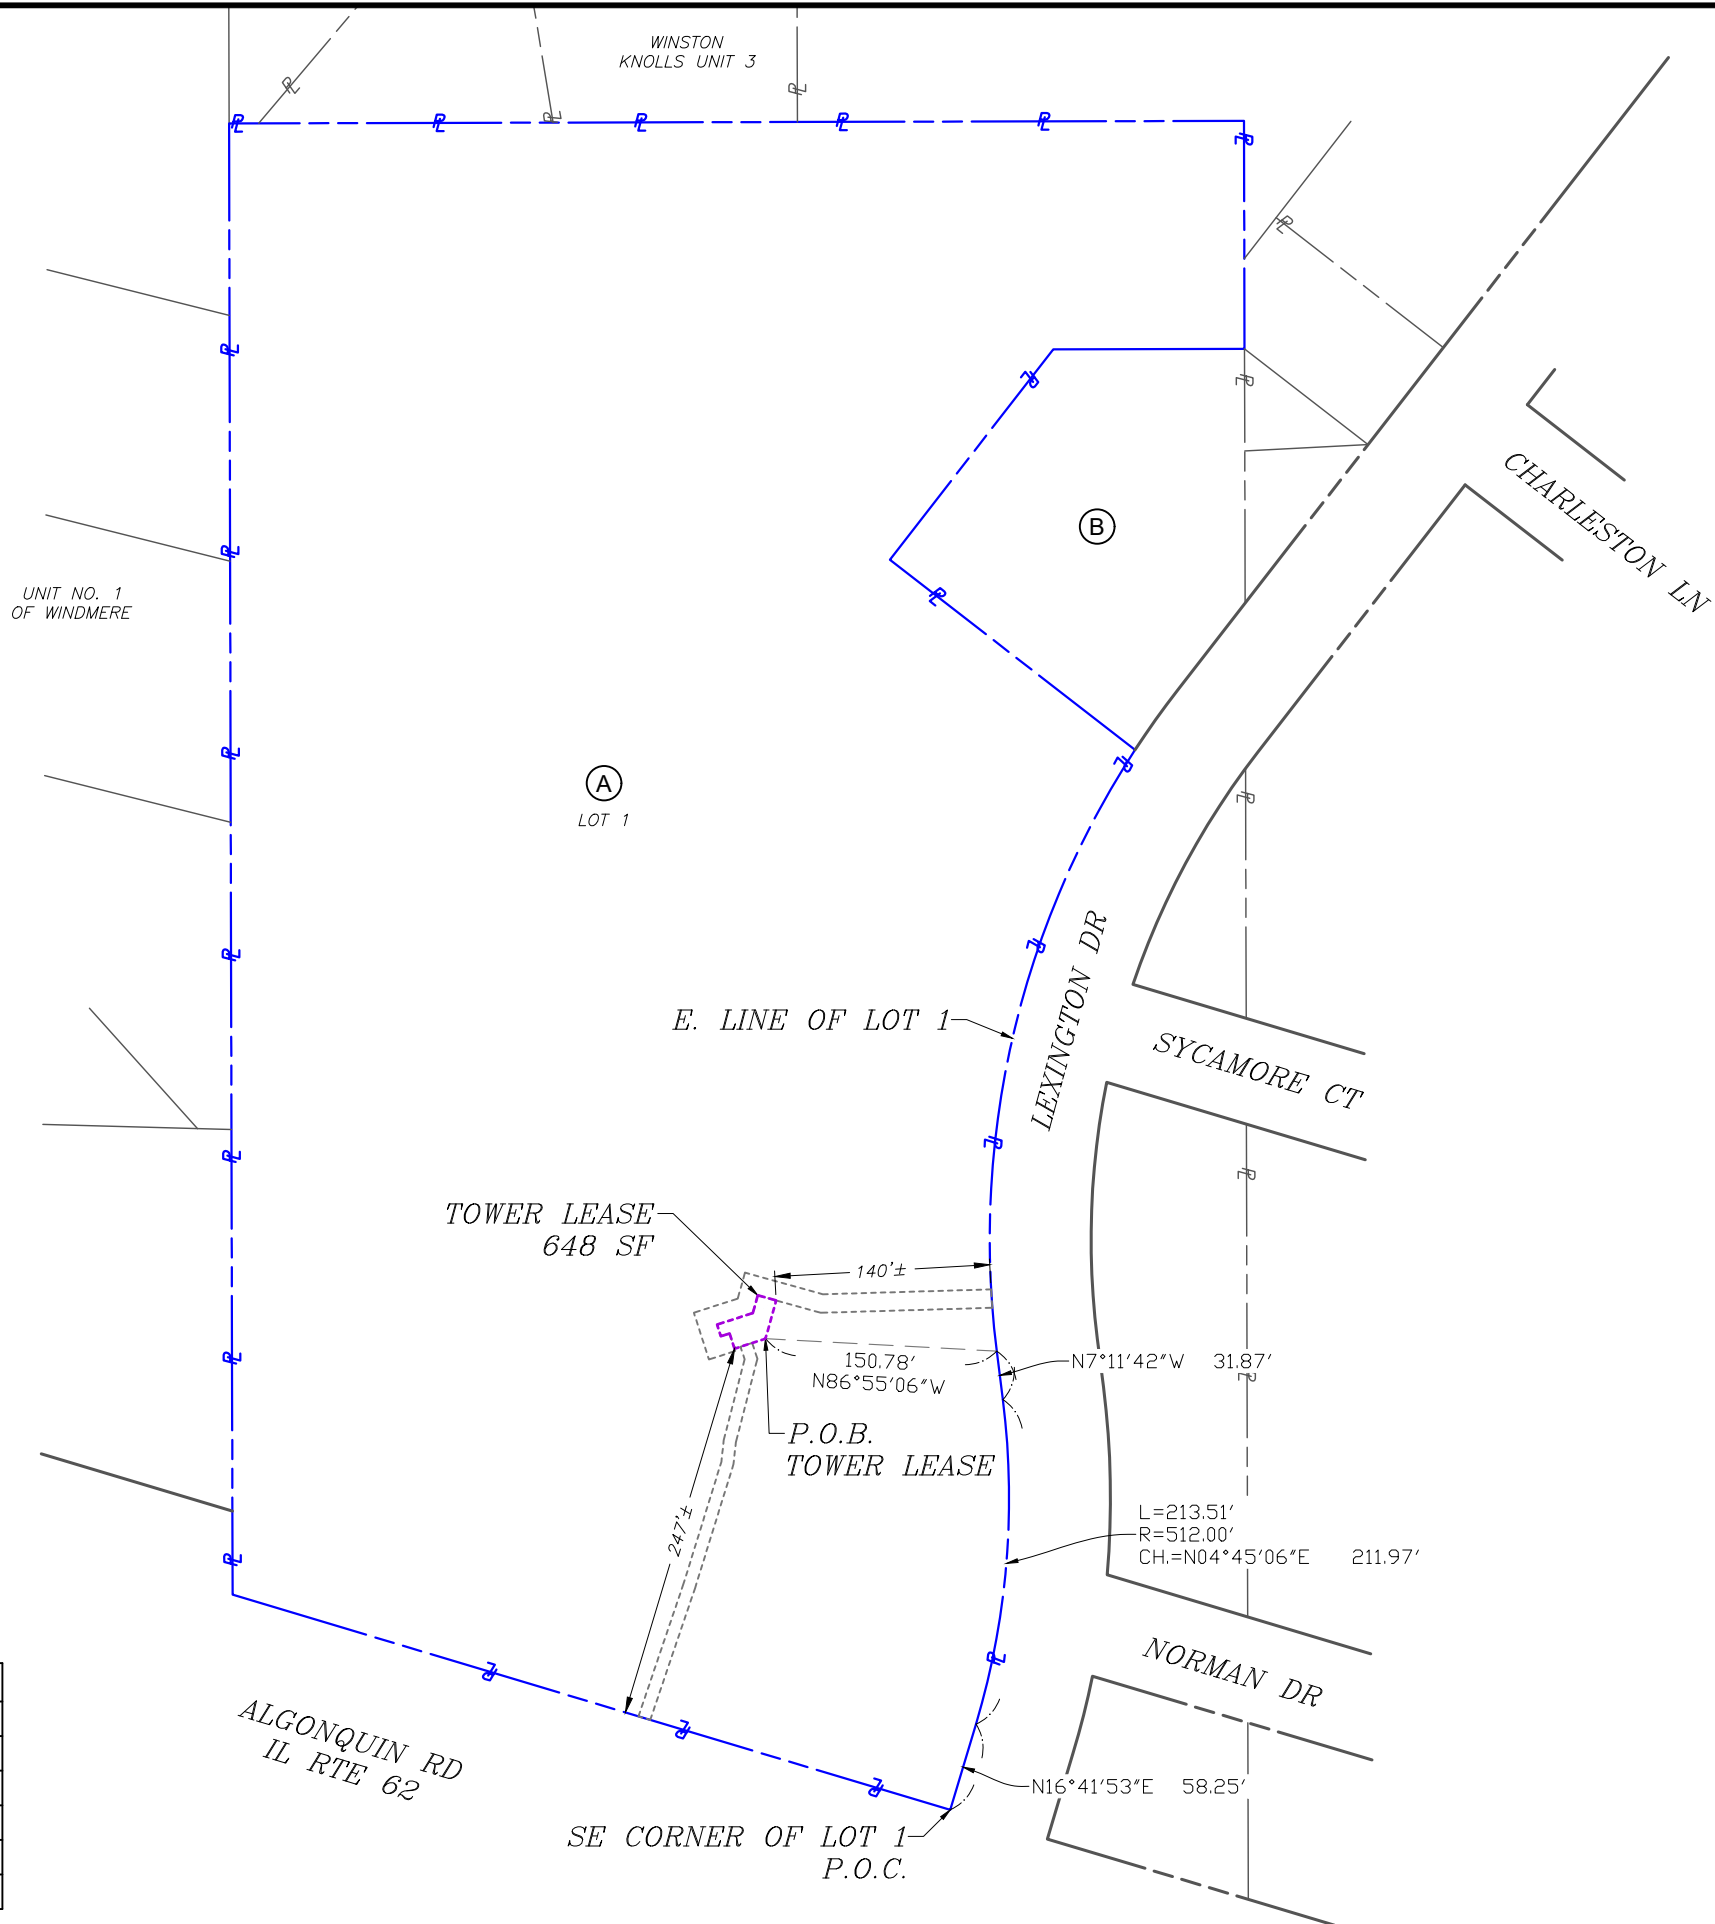 WINSTON
KNOLLS UNIT 3
UNIT NO. 1
OF WINDMERE
B
CHARLESTON LN
A
LOT 1
LEXINGTON DR
E. LINE OF LOT 1
SYCAMORE CT
TOWER LEASE
648 SF
140'±
150.78'
N86°55'06"W
N7°11'42"W 31.87'
P.O.B.
TOWER LEASE
247'±
L=213.51'
R=512.00'
CH.=N04°45'06"E 211.97'
NORMAN DR
ALGONQUIN RD
IL RTE 62
N16°41'53"E 58.25'
SE CORNER OF LOT 1
P.O.C.